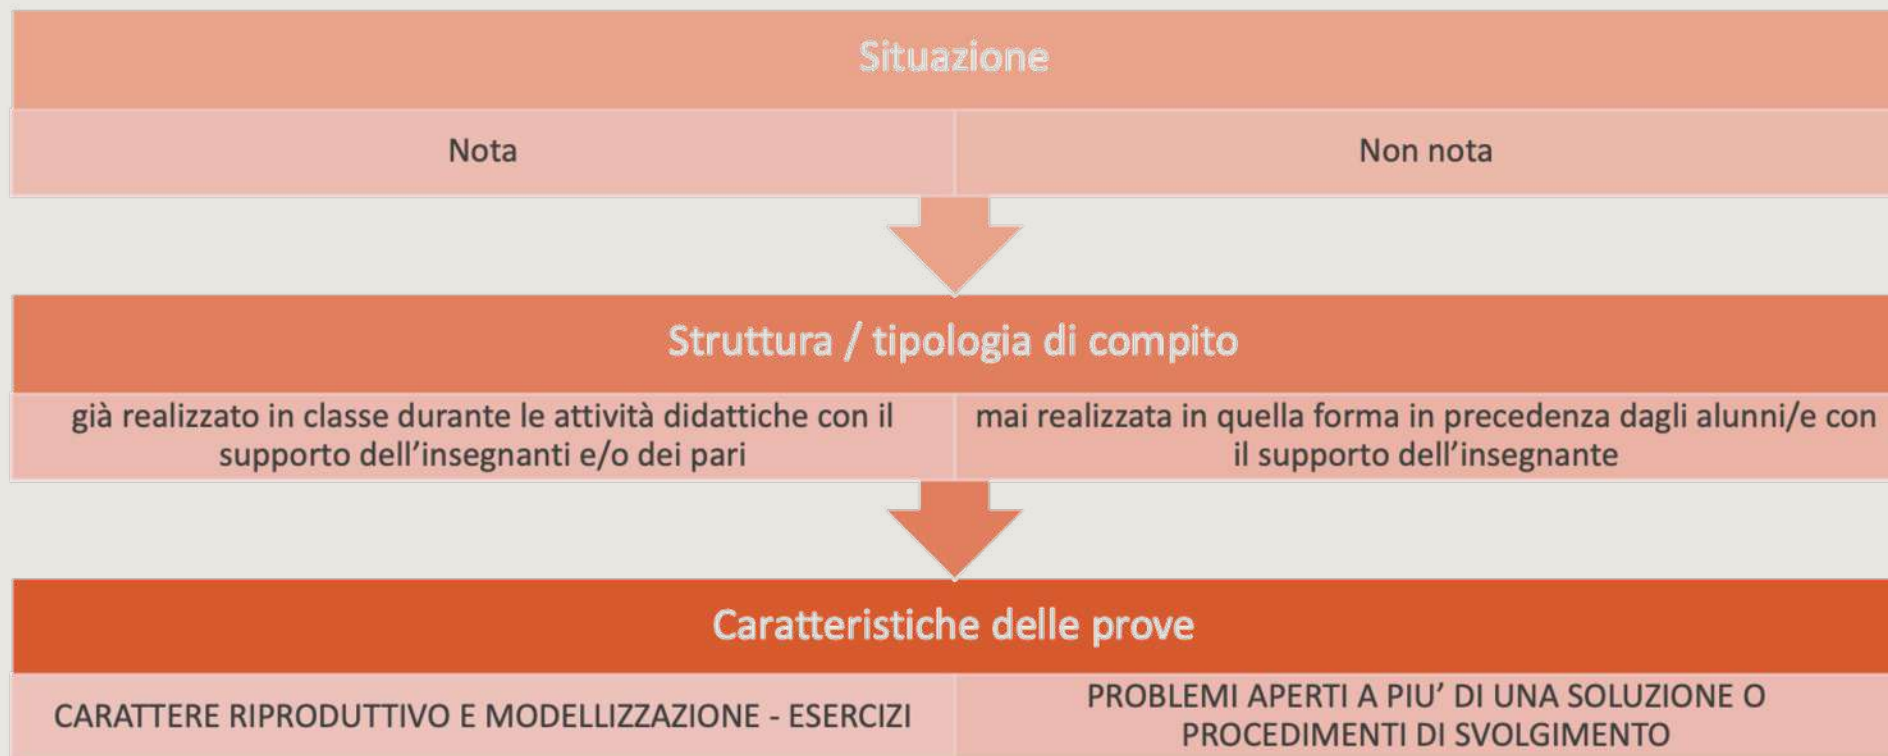 Situazione
Nota
Non nota
Struttura / tipologia di compito
già realizzato in classe durante le attività didattiche con il
supporto dell'insegnanti e/o dei pari
mai realizzata in quella forma in precedenza dagli alunni/e con
il supporto dell'insegnante
Caratteristiche delle prove
CARATTERE RIPRODUTTIVO E MODELLIZZAZIONE - ESERCIZI
PROBLEMI APERTI A PIU' DI UNA SOLUZIONE O
PROCEDIMENTI DI SVOLGIMENTO